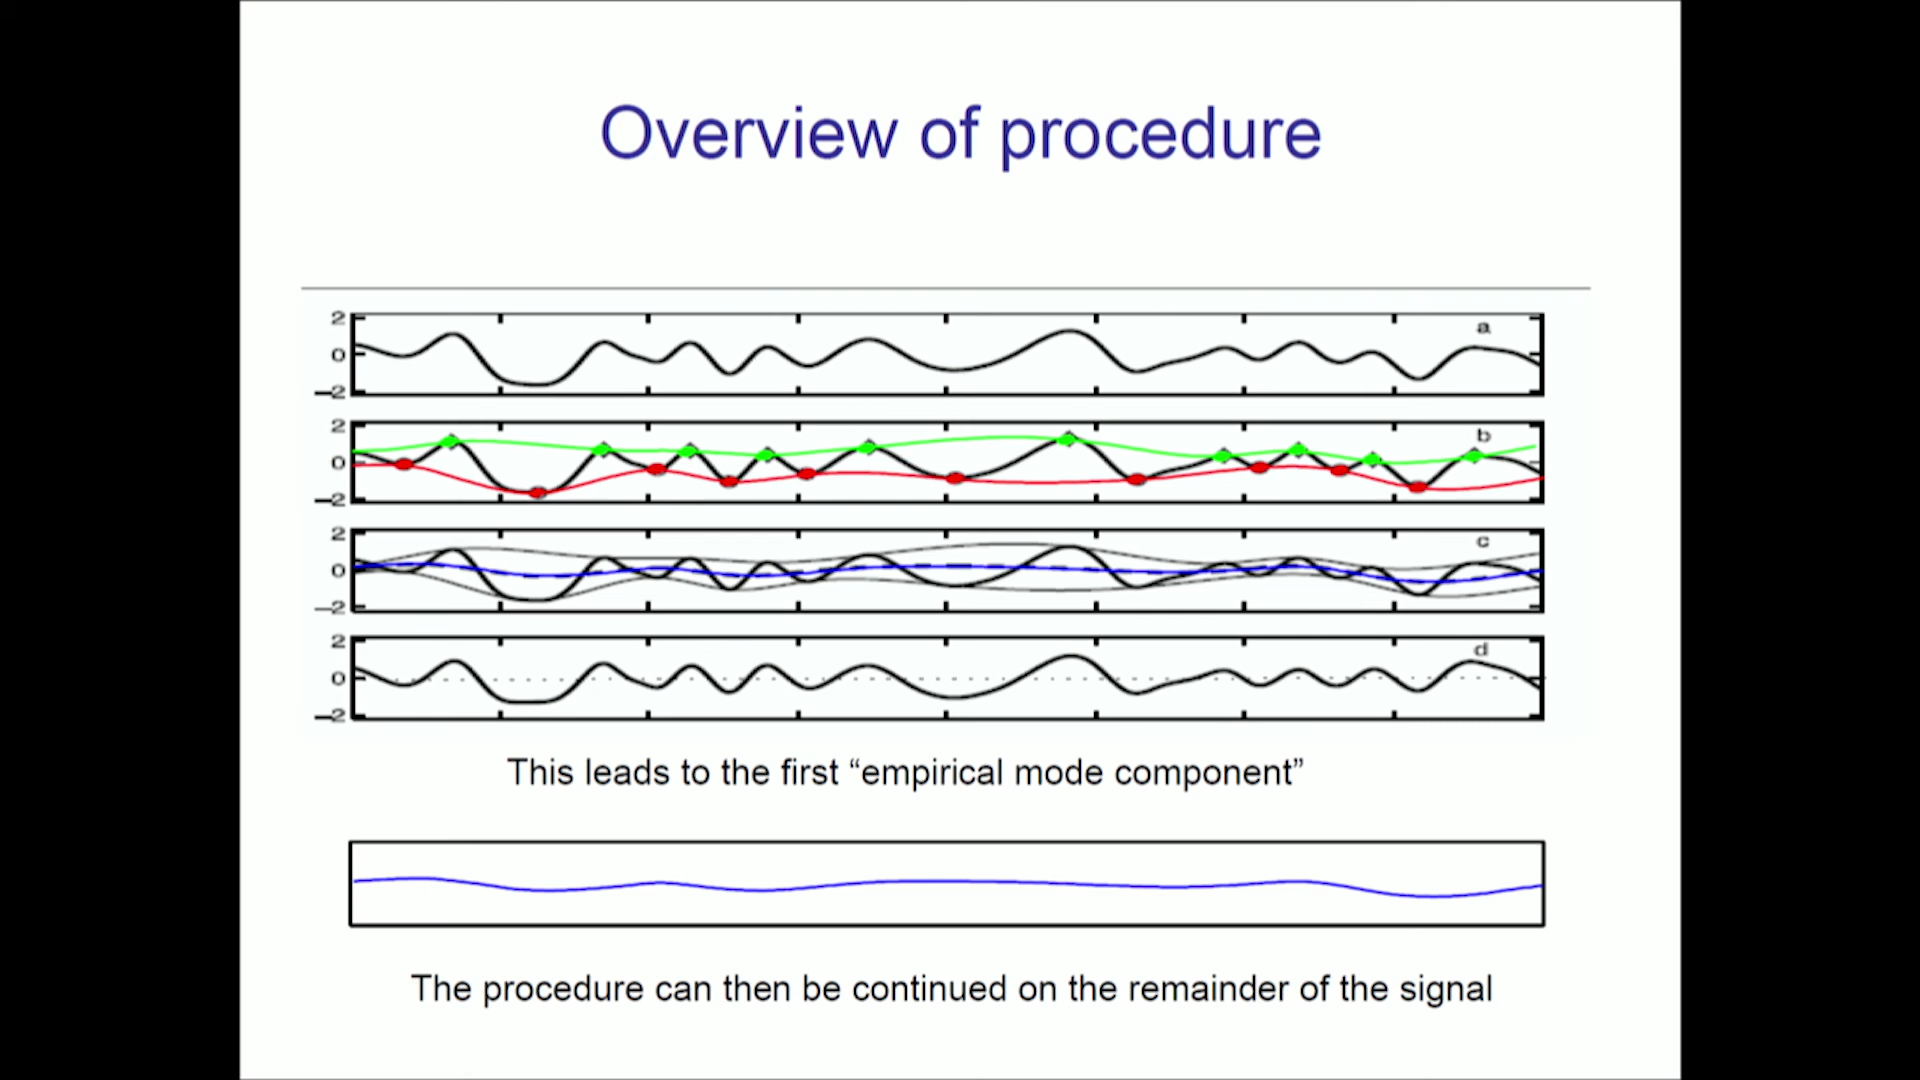 Overview of procedure
2
0
-2
a
2
0
-2
b
2
0
-2
c
2
0
-2
d
This leads to the first “empirical mode component”
The procedure can then be continued on the remainder of the signal